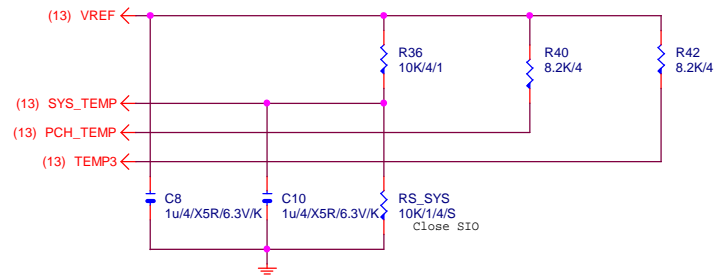 (13) VREF
R36
10K/4/1
R40
8.2K/4
R42
8.2K/4
(13) SYS_TEMP
(13) PCH_TEMP
(13) TEMP3
C8
1u/4/X5R/6.3V/K
C10
1u/4/X5R/6.3V/K
RS_SYS
10K/1/4/S
Close SIO